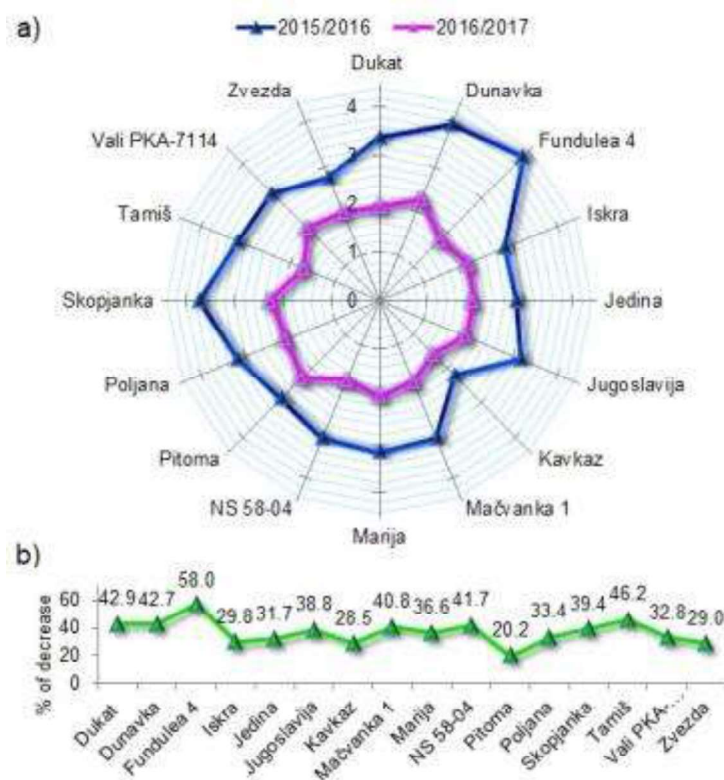 a)
2015/2016 2016/2017
Dukat
Zvezda Dunavka
Vali PKA-7114 Fundulea 4
Tamiš Iskra
Skopjanka Jedina
Poljana Jugoslavija
Pitoma Kavkaz
NS 58-04 Mačvanka 1
Marija
4
3
2
1
0
b)
% of decrease
60
40
20
0
42.9 42.7 58.0 29.8 31.7 38.8 28.5 40.8 36.6 41.7 20.2 33.4 39.4 46.2 32.8 29.0
Dukat Dunavka Fundulea 4 Iskra Jedina Jugoslavija Kavkaz Mačvanka 1 Marija NS 58-04 Pitoma Poljana Skopjanka Tamiš Vali PKA-... Zvezda